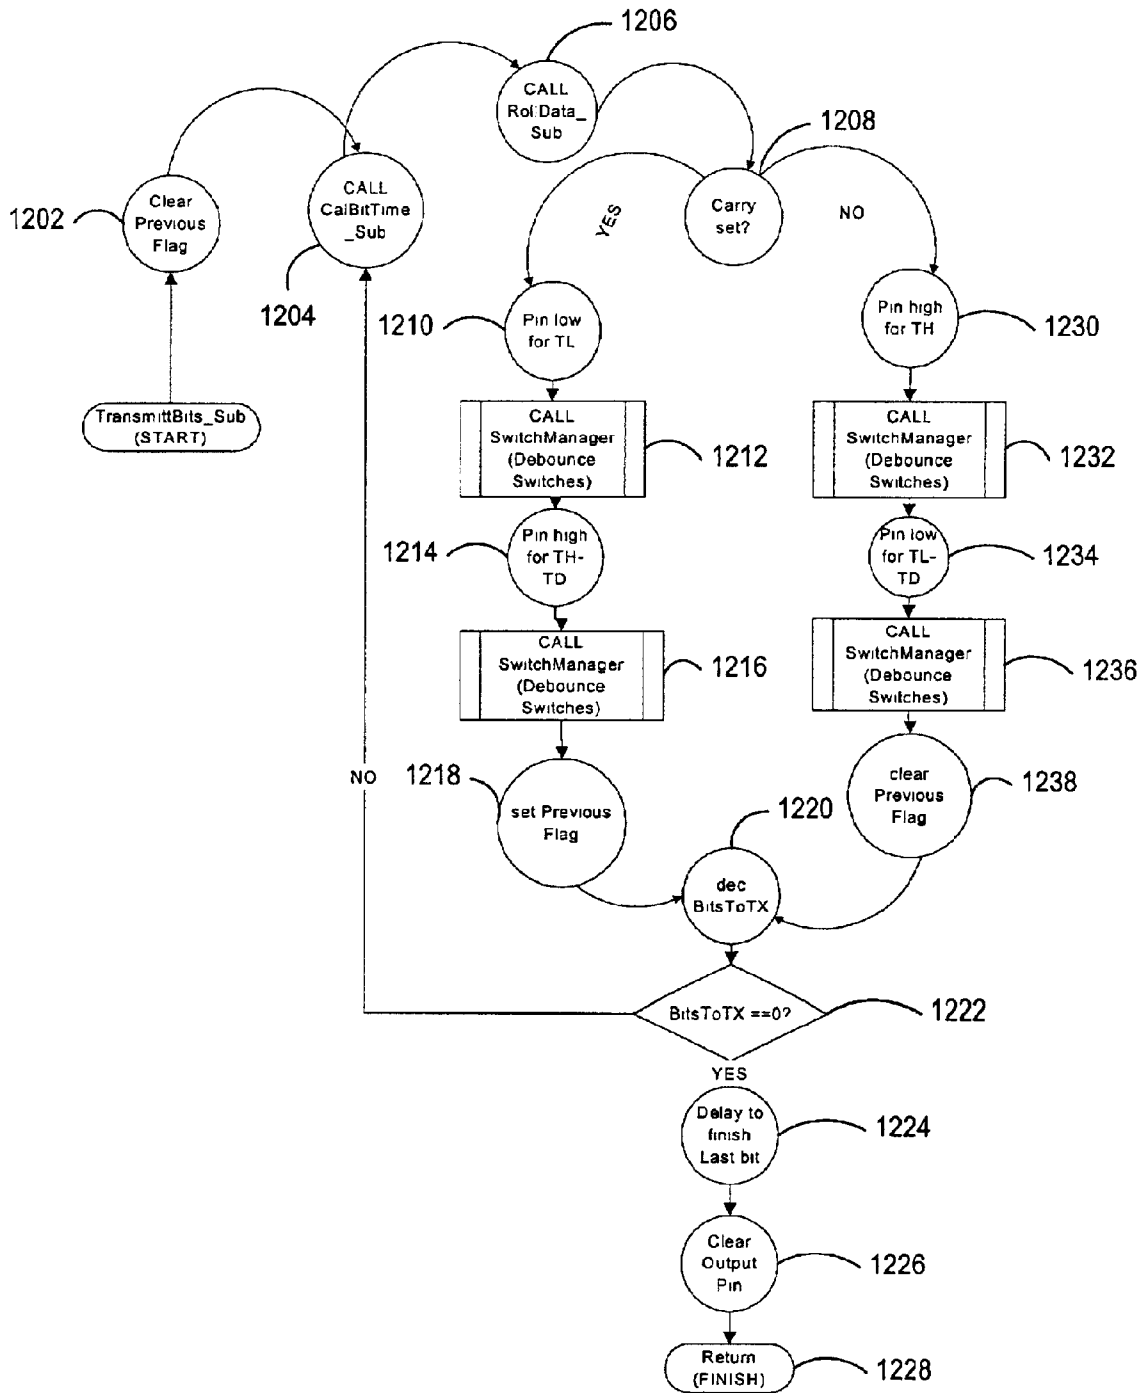 1206
CALL
RollData_
Sub
1208
CALL
CalBitTime
_Sub
1204
Clear
Previous
Flag
1202
Carry
set?
YES
NO
TransmittBits_Sub
(START)
1210
Pin low
for TL
Pin high
for TH
1230
CALL
SwitchManager
(Debounce
Switches)
1212
CALL
SwitchManager
(Debounce
Switches)
1232
1214
Pin high
for TH-
TD
Pin low
for TL-
TD
1234
CALL
SwitchManager
(Debounce
Switches)
1216
CALL
SwitchManager
(Debounce
Switches)
1236
NO
1218
set Previous
Flag
clear
Previous
Flag
1238
1220
dec
BitsToTX
BitsToTX ==0?
1222
YES
Delay to
finish
Last bit
1224
Clear
Output
Pin
1226
Return
(FINISH)
1228